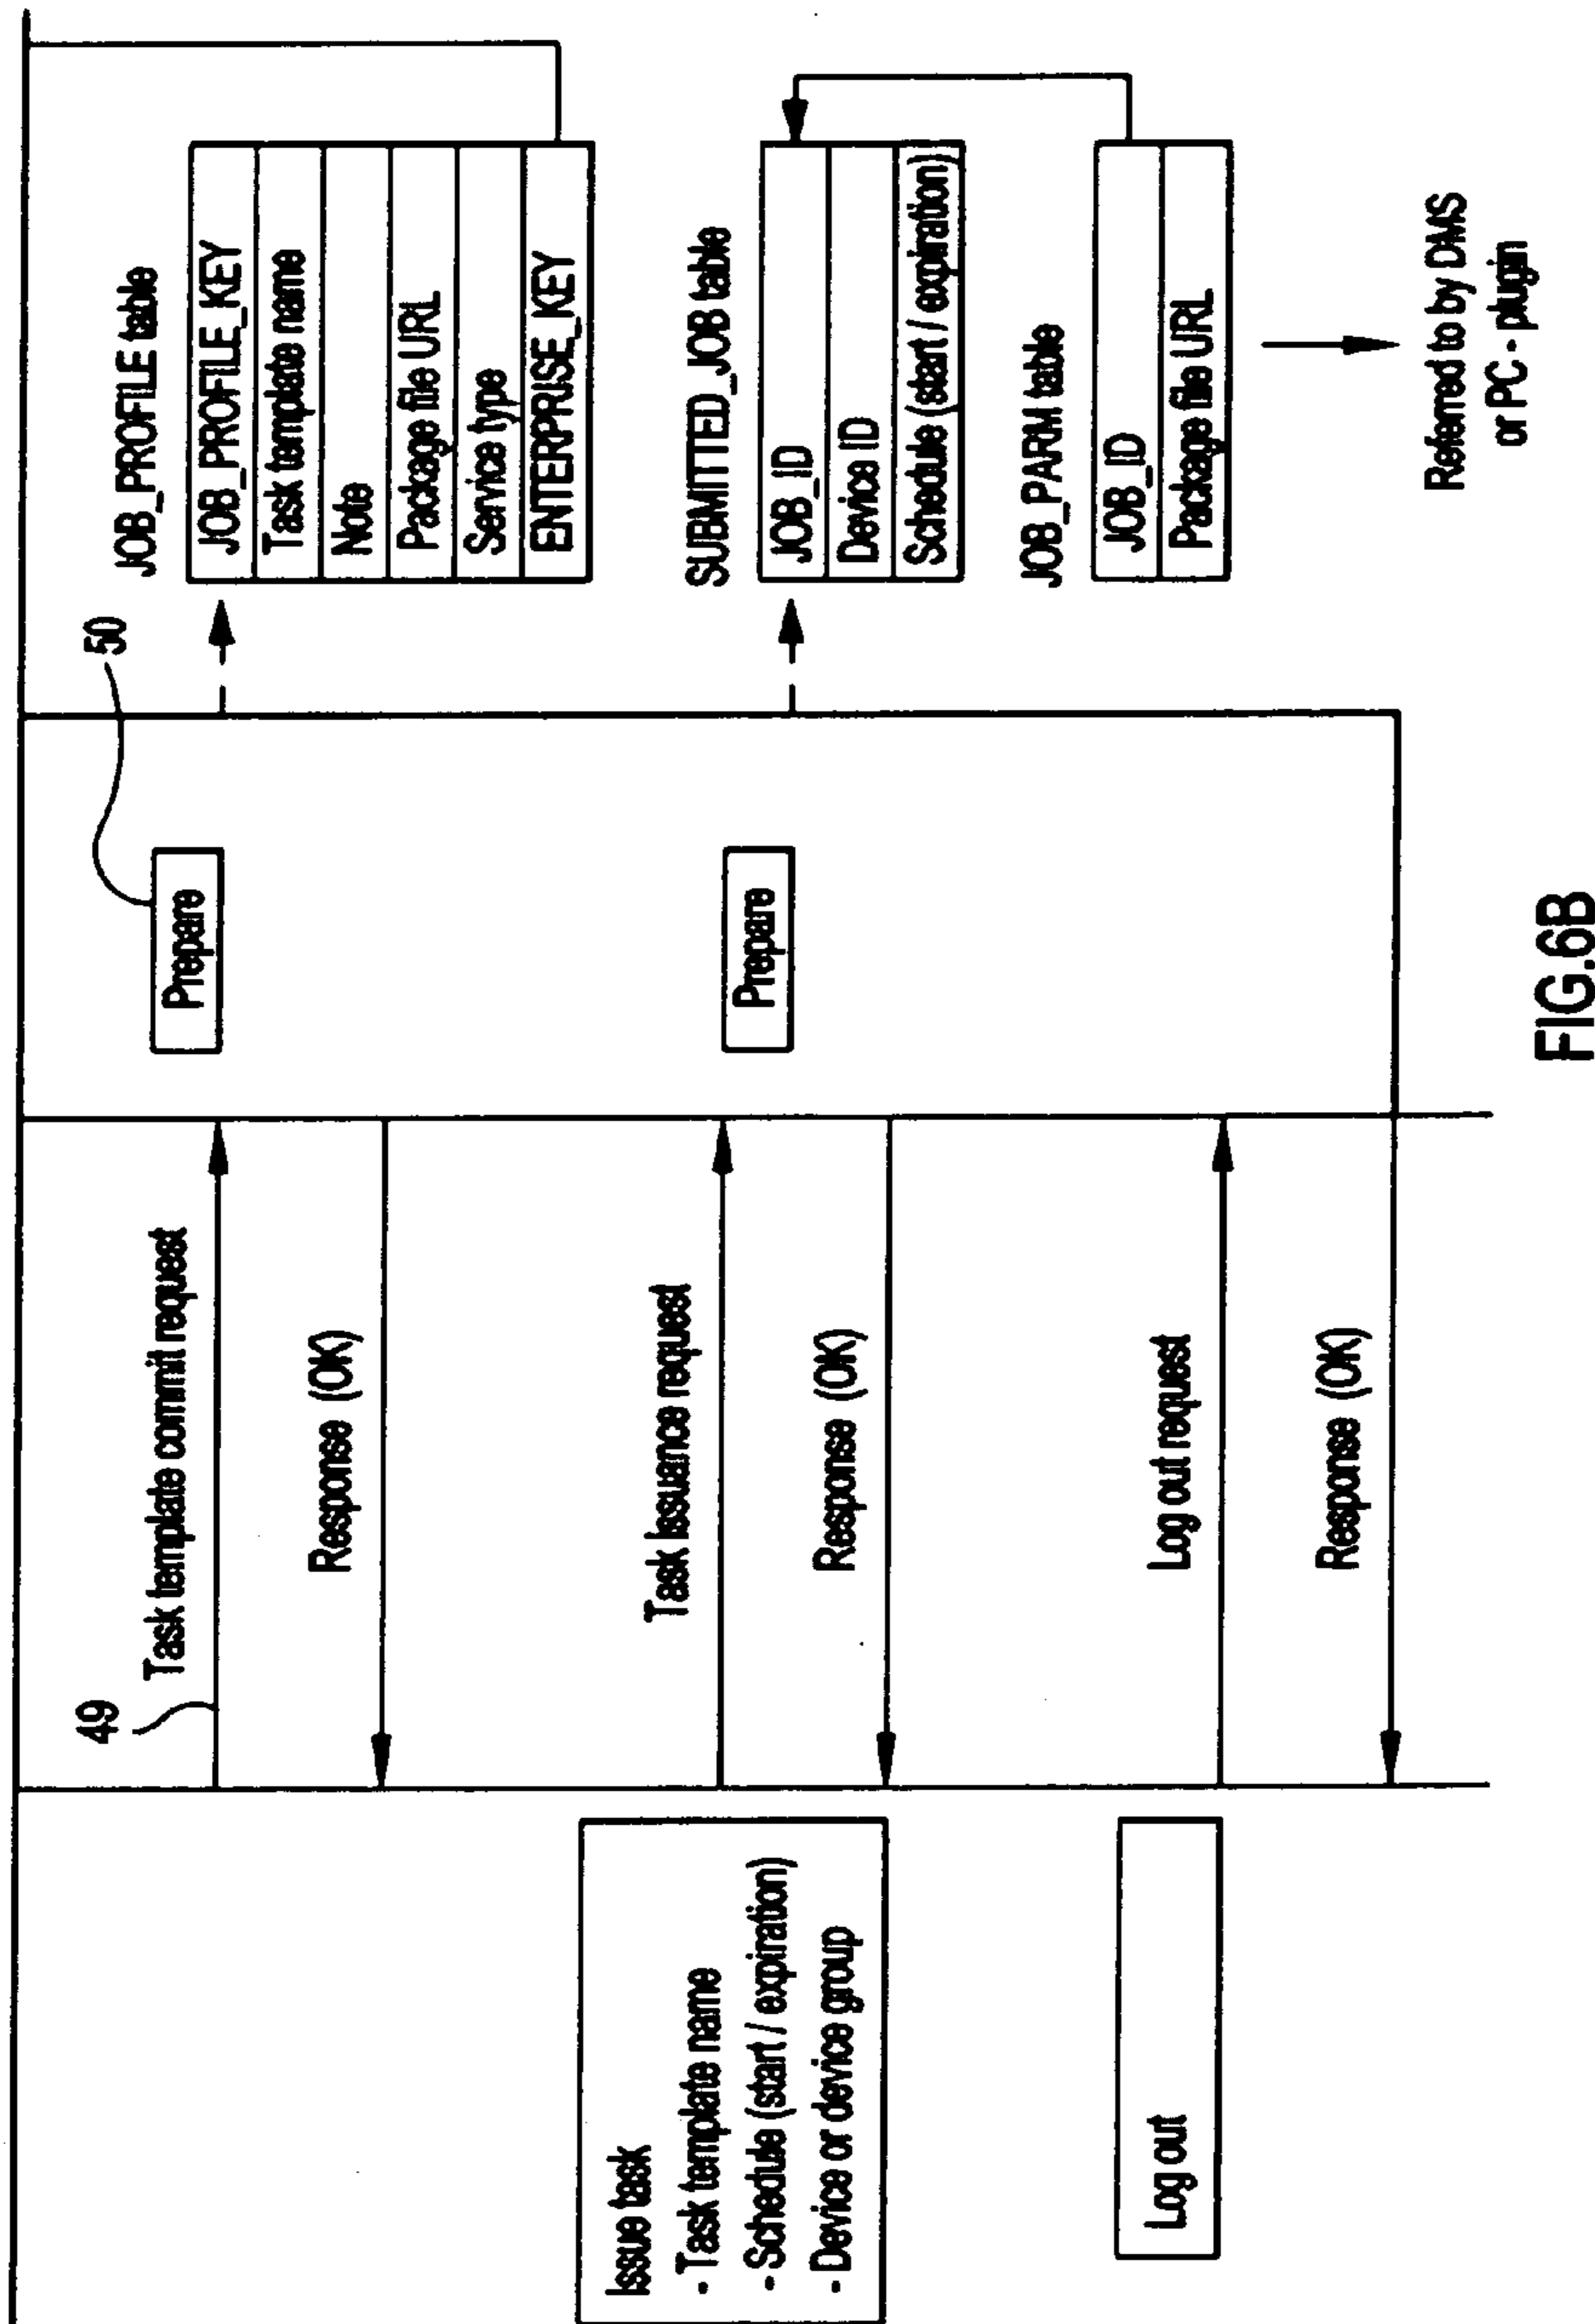 49
Task template commit request
50
Prepare
JOB_PROFILE table
JOB_PROFILE_KEY
Task template name
Note
Package file URL
Service type
ENTERPRISE_KEY
Response (OK)
Issue task
- Task template name
- Schedule (start / expiration)
- Device or device group
Task Issuance request
Prepare
SUBMITTED_JOB table
JOB_ID
Device ID
Schedule (start / expiration)
Response (OK)
JOB_PARM table
JOB_ID
Package file URL
Log out
Log out request
Response (OK)
Referred to by DMS
or PC - plugin
FIG.6B